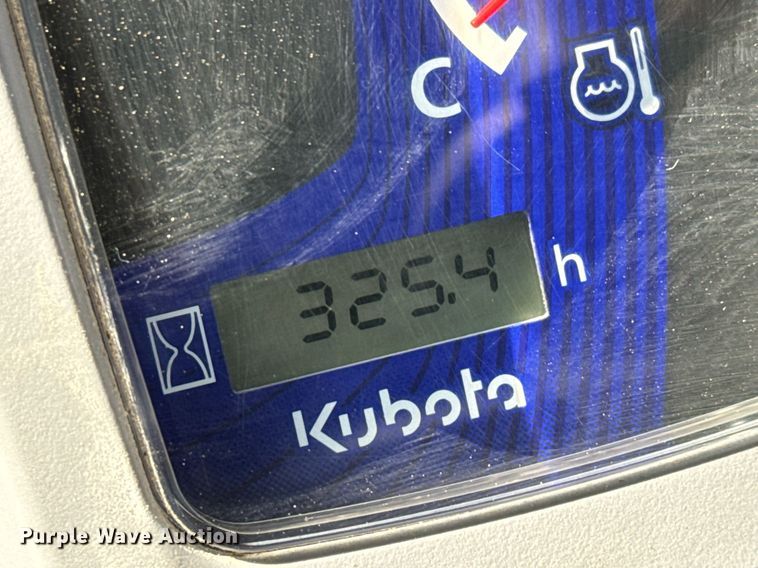 C
325.4 h
Kubota
Purple Wave Auction